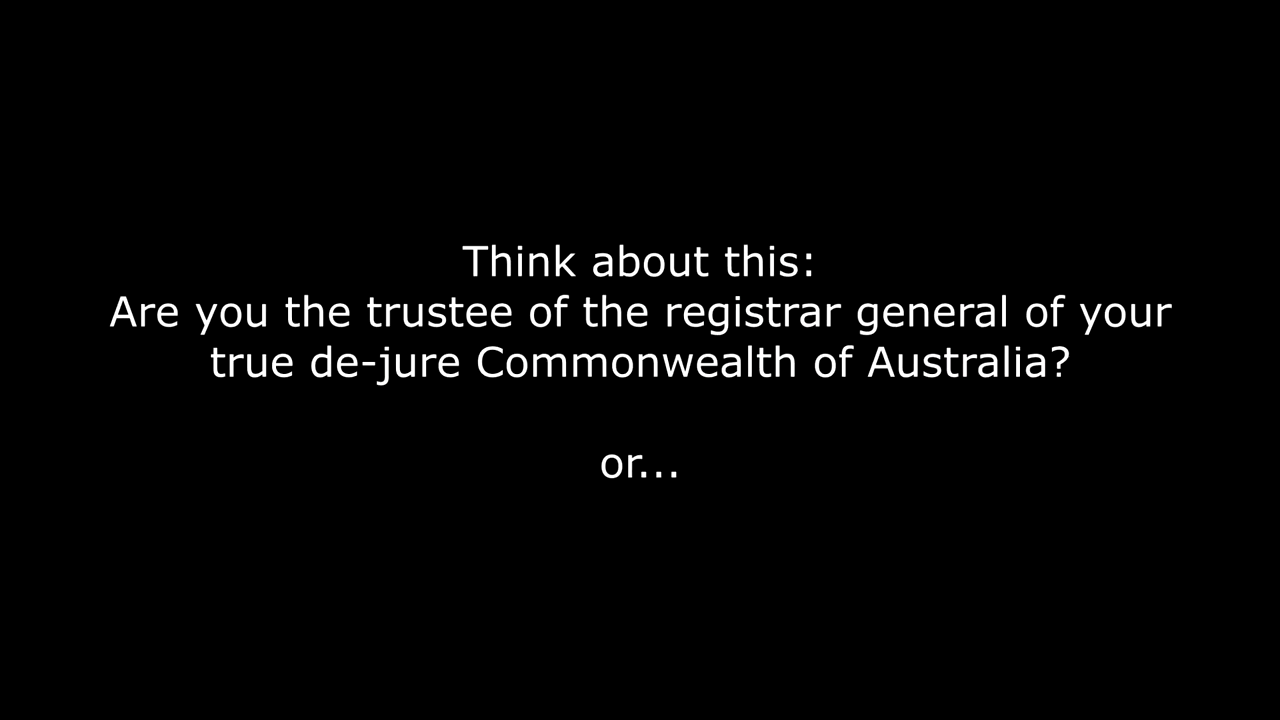 Think about this:
Are you the trustee of the registrar general of your
true de-jure Commonwealth of Australia?
or...